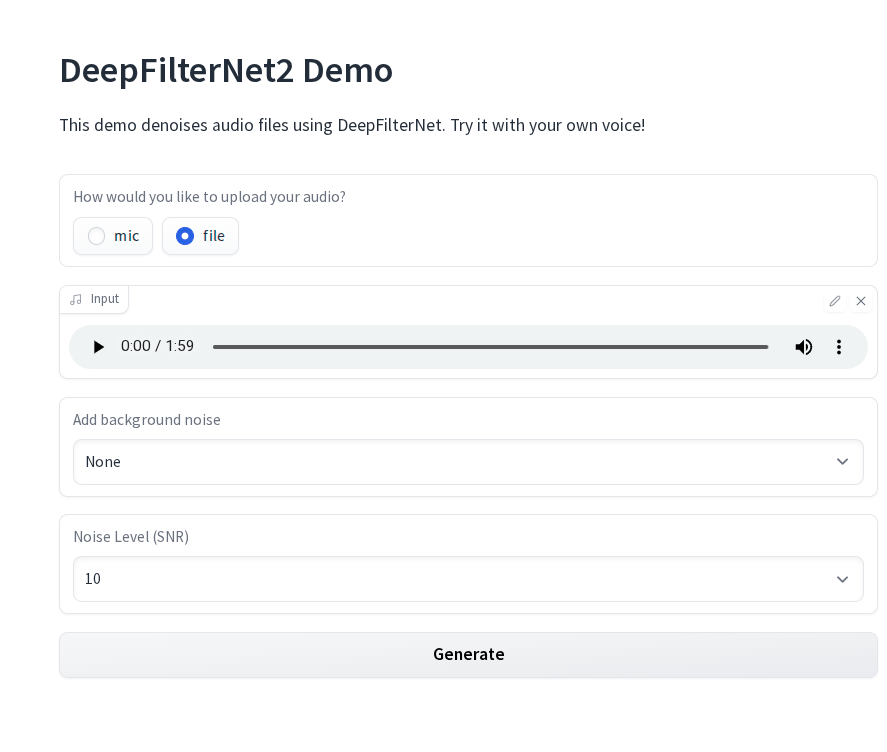 DeepFilterNet2 Demo
This demo denoises audio files using DeepFilterNet. Try it with your own voice!
How would you like to upload your audio?
mic
file
Input
0:00 / 1:59
Add background noise
None
Noise Level (SNR)
10
Generate